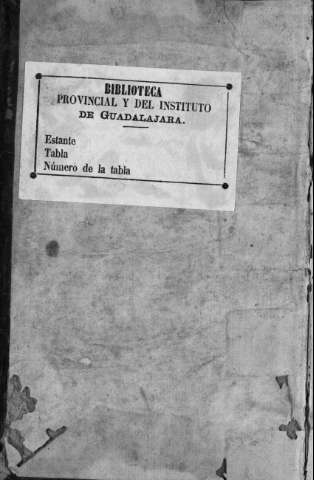 BIBLIOTECA
PROVINCIAL Y DEL INSTITUTO
DE GUADALAJARA.
Estante
Tabla
Número de la tabla